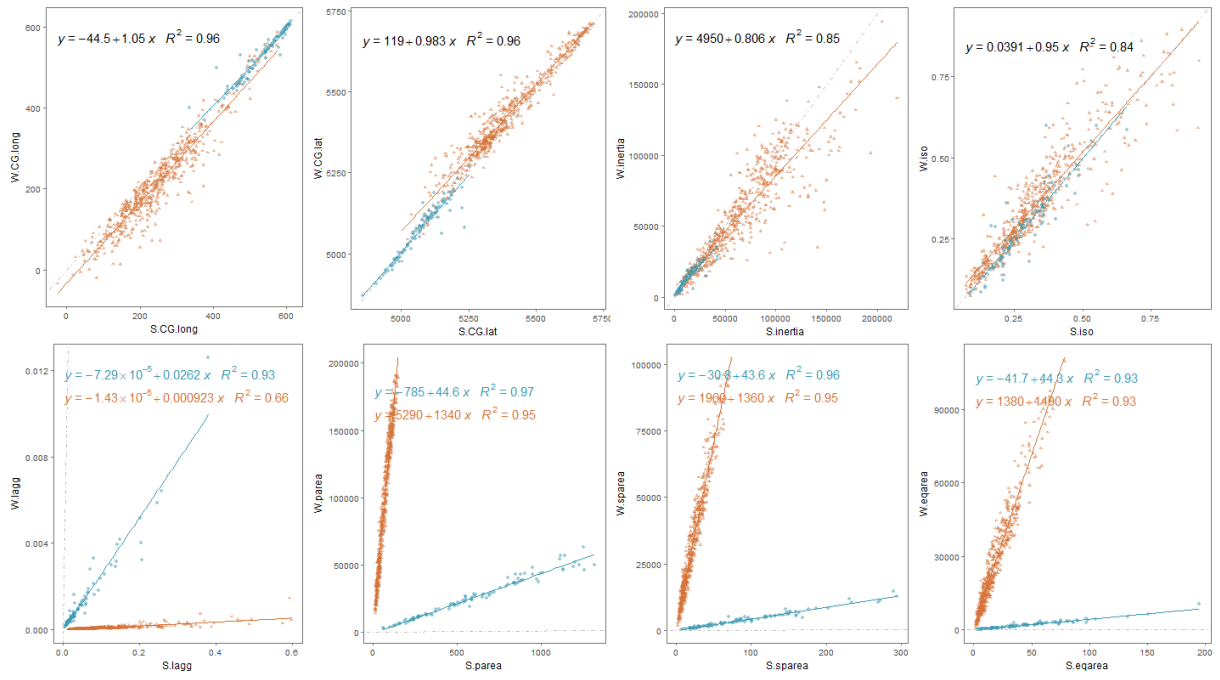 y = −44.5 + 1.05 x R² = 0.96
W.CG.long
600
400
200
0
0
200
400
600
S.CG.long
y = 119 + 0.983 x R² = 0.96
W.CG.lat
5750
5500
5250
5000
5000
5250
5500
5750
S.CG.lat
y = 4950 + 0.806 x R² = 0.85
W.inertia
200000
150000
100000
50000
0
0
50000
100000
150000
200000
S.inertia
y = 0.0391 + 0.95 x R² = 0.84
W.iso
0.75
0.50
0.25
0.25
0.50
0.75
S.iso
y = −7.29 × 10⁻⁵ + 0.0262 x R² = 0.93
y = −1.43 × 10⁻⁵ + 0.000923 x R² = 0.66
W.lagg
0.012
0.008
0.004
0.000
0.0
0.2
0.4
0.6
S.lagg
y = −785 + 44.6 x R² = 0.97
y = 5290 + 1340 x R² = 0.95
W.parea
200000
150000
100000
50000
0
0
500
1000
S.parea
y = −30.8 + 43.6 x R² = 0.96
y = 1960 + 1360 x R² = 0.95
W.sparea
100000
75000
50000
25000
0
0
100
200
300
S.sparea
y = −41.7 + 44.3 x R² = 0.93
y = 1380 + x R² = 0.93
W.eqarea
90000
60000
30000
0
0
50
100
150
200
S.eqarea